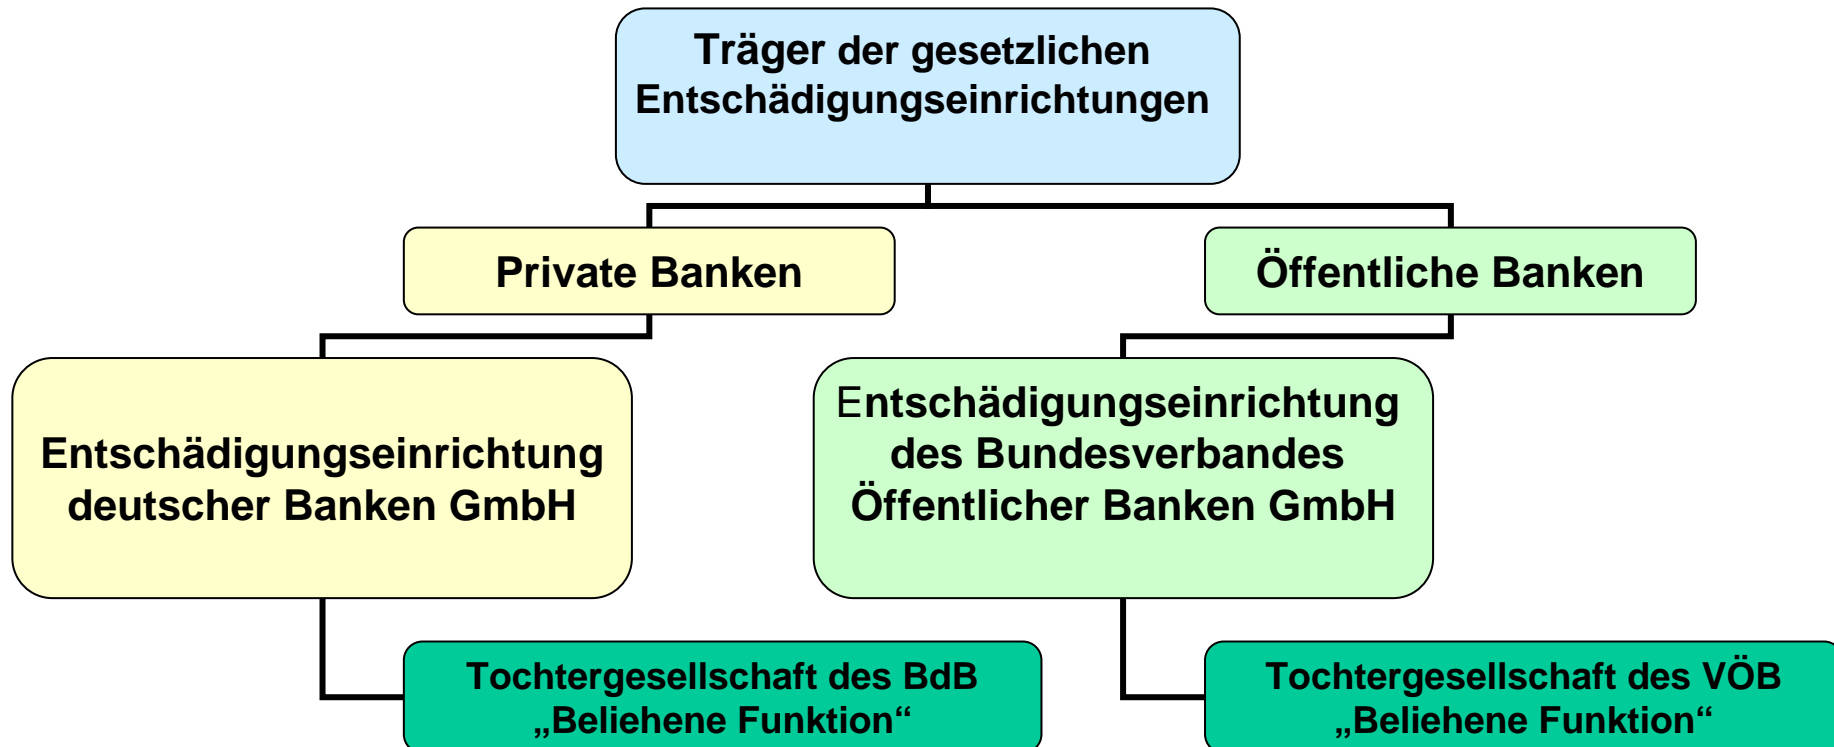 Träger der gesetzlichen
Entschädigungseinrichtungen
Private Banken
Öffentliche Banken
Entschädigungseinrichtung
deutscher Banken GmbH
Entschädigungseinrichtung
des Bundesverbandes
Öffentlicher Banken GmbH
Tochtergesellschaft des BdB
„Beliehene Funktion“
Tochtergesellschaft des VÖB
„Beliehene Funktion“